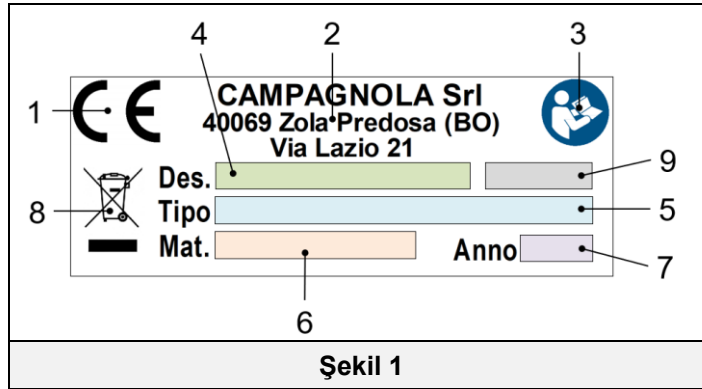 4
2
3
1
CE
CAMPAGNOLA Srl
40069 Zola Predosa (BO)
Via Lazio 21
9
Des.
8
Tipo
5
Mat.
Anno
7
6
Şekil 1